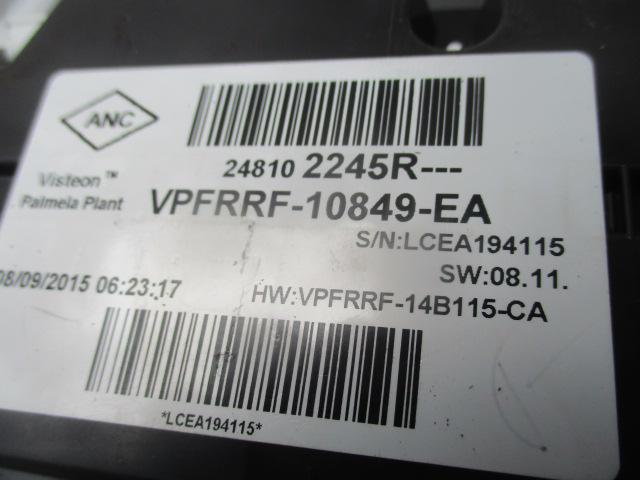 ANC
24810 2245R---
Visteon™
Palmela Plant
VPFRRF-10849-EA
S/N:LCEA194115
SW:08.11.
08/09/2015 06:23:17
HW:VPFRRF-14B115-CA
*LCEA194115*